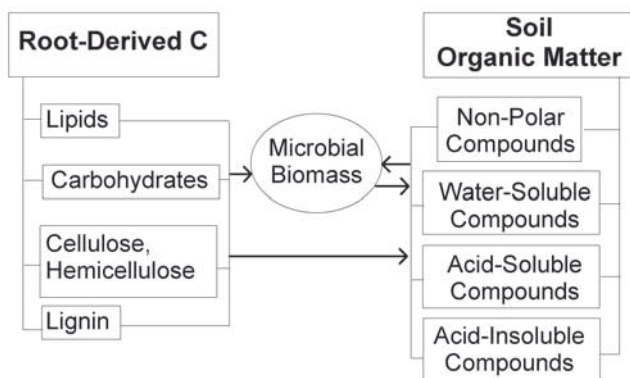 Root-Derived C
Lipids
Carbohydrates
Cellulose,
Hemicellulose
Lignin
Microbial
Biomass
Soil
Organic Matter
Non-Polar
Compounds
Water-Soluble
Compounds
Acid-Soluble
Compounds
Acid-Insoluble
Compounds